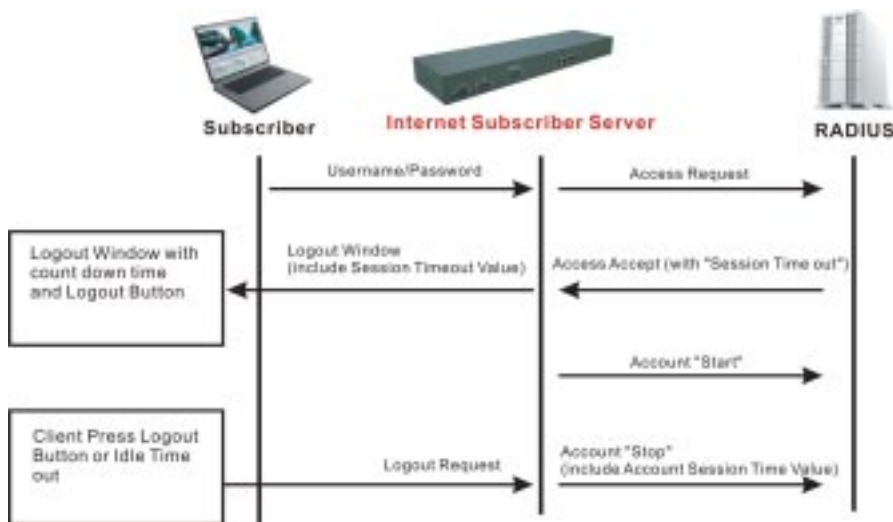 Subscriber
Internet Subscriber Server
RADIUS
Username/Password
Access Request
Logout Window with
count down time
and Logout Button
Logout Window
(include Session Timeout Value)
Access Accept (with "Session Time out")
Account "Start"
Client Press Logout
Button or Idle Time
out
Logout Request
Account "Stop"
(include Account Session Time Value)